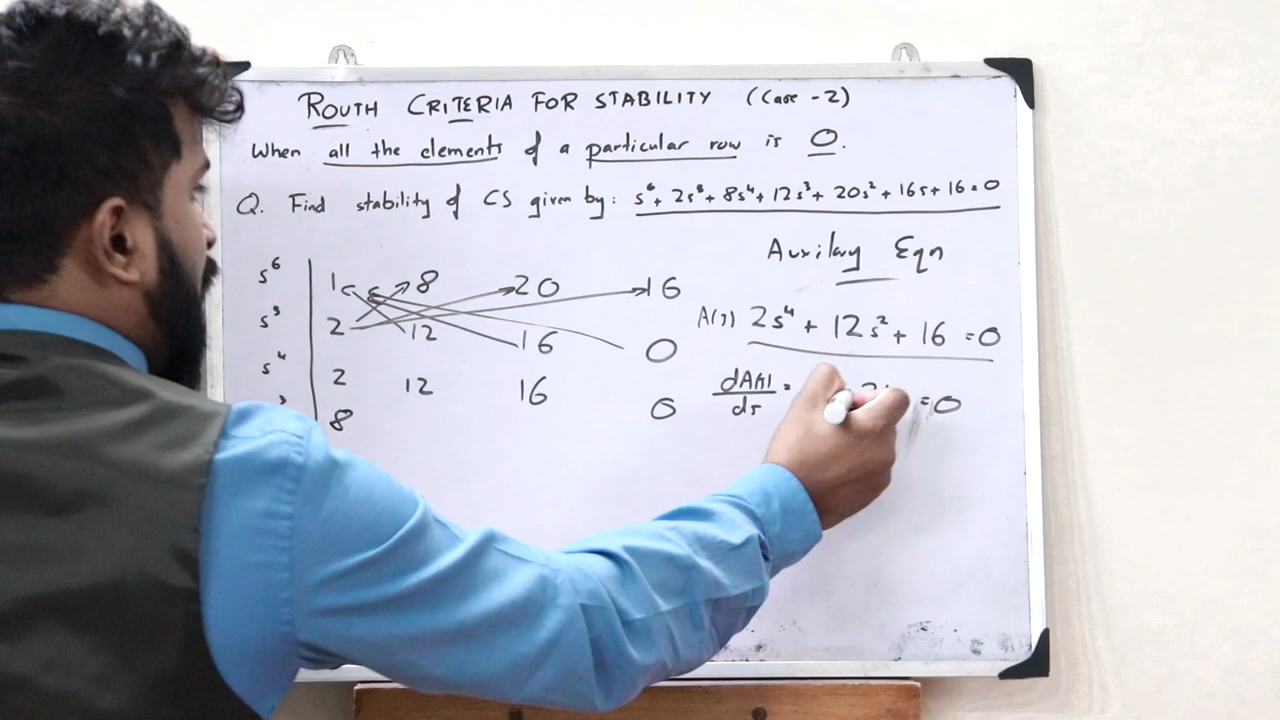 ROUTH CRITERIA FOR STABILITY (Case - 2)
When all the elements of a particular row is 0.
Q. Find stability of CS given by: s⁶ + 2s⁵ + 8s⁴ + 12s³ + 20s² + 16s + 16 = 0
Auxilary Eqn
s⁶ 1 8 20 16
s⁵ 2 12 16 0
A(s) 2s⁴ + 12s² + 16 = 0
s⁴ 2 12 16 0
dA(s)/ds = = 0
8